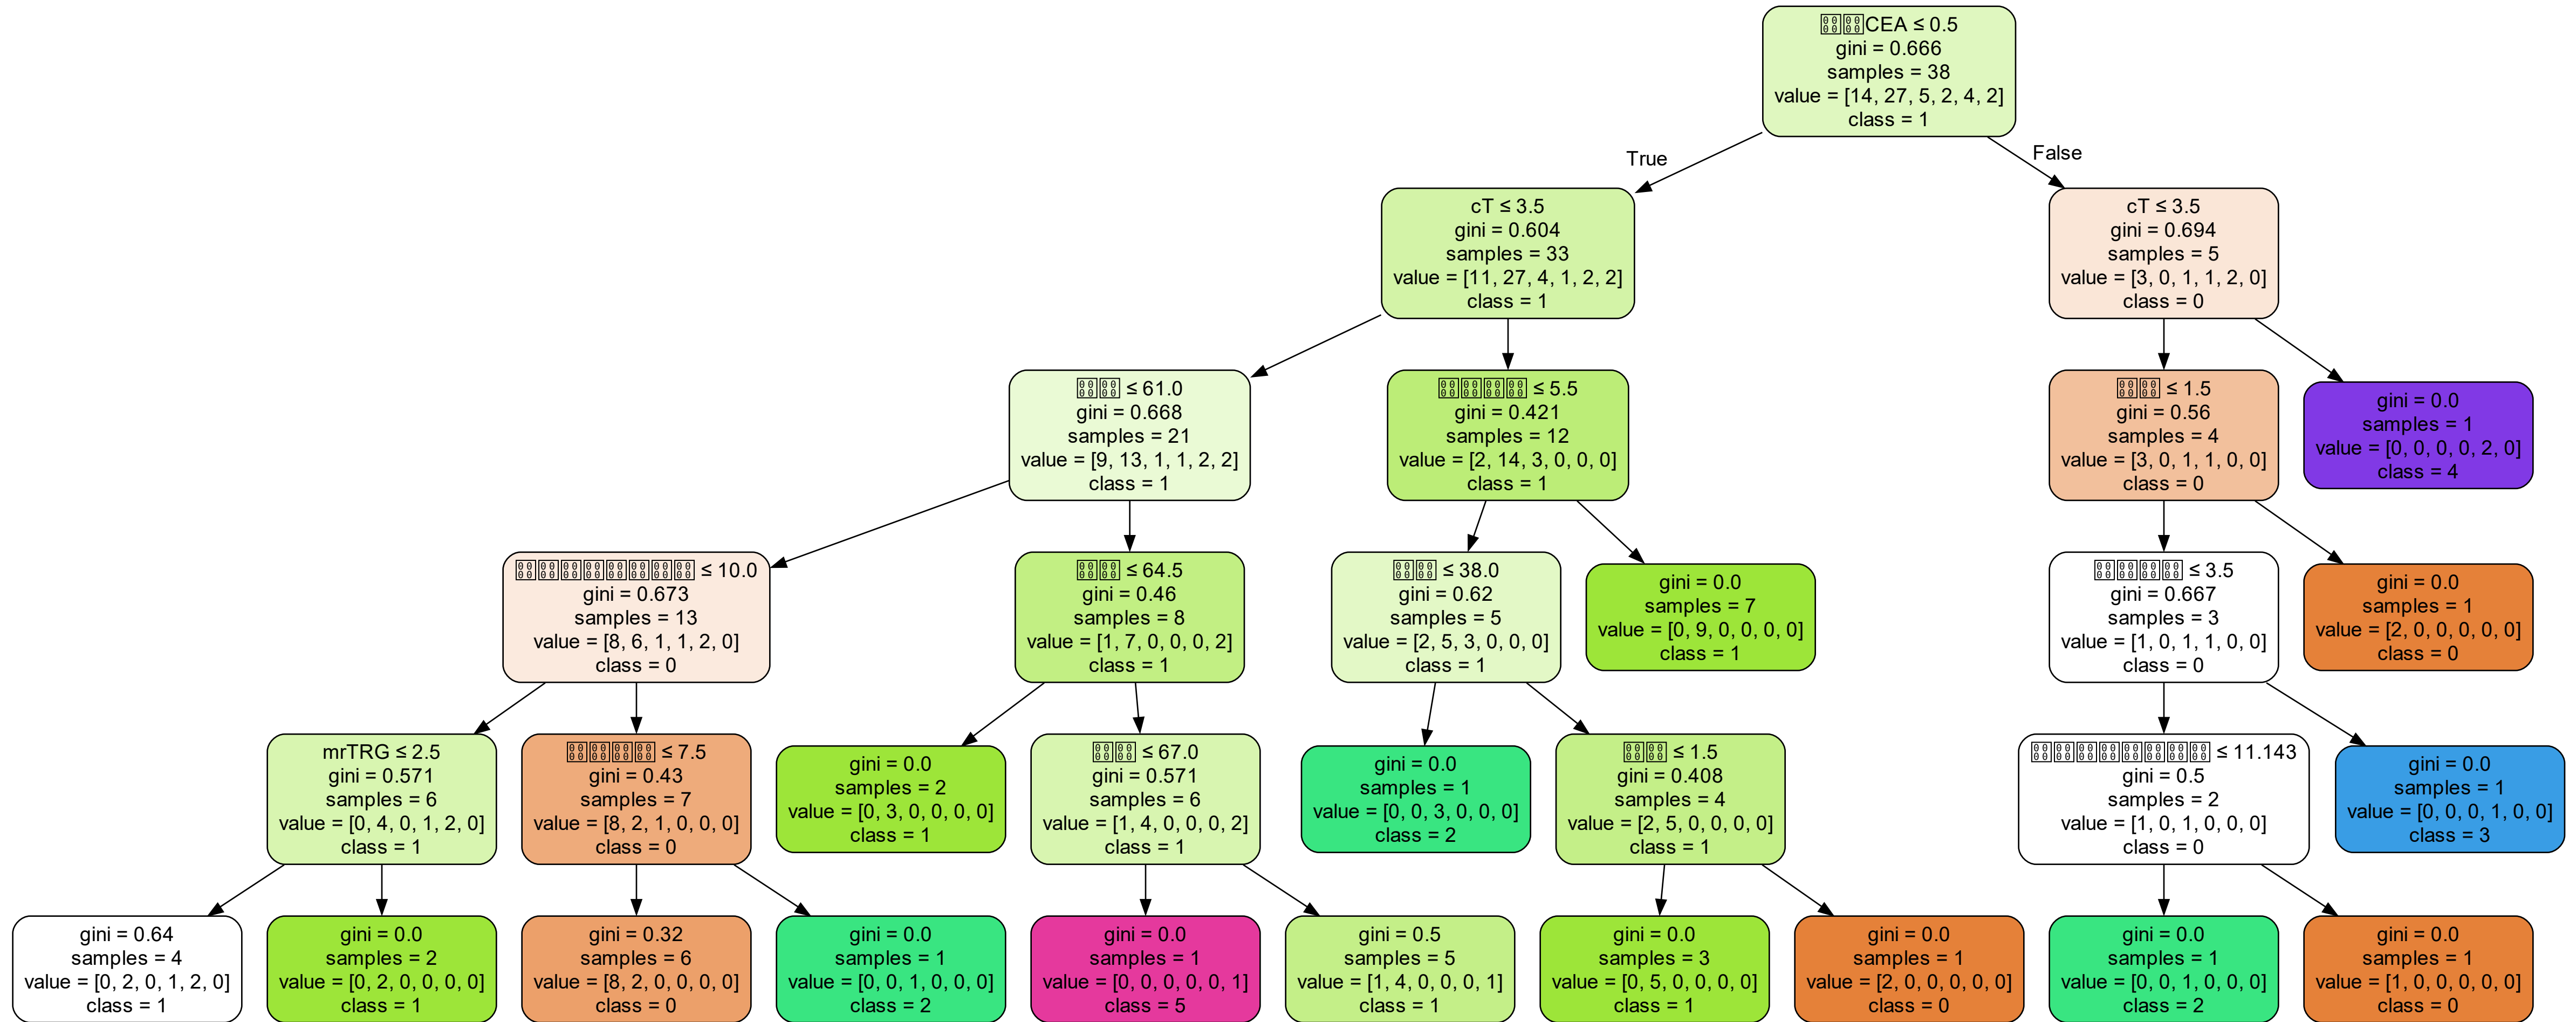 CEA ≤ 0.5
gini = 0.666
samples = 38
value = [14, 27, 5, 2, 4, 2]
class = 1
True
False
cT ≤ 3.5
gini = 0.604
samples = 33
value = [11, 27, 4, 1, 2, 2]
class = 1
cT ≤ 3.5
gini = 0.694
samples = 5
value = [3, 0, 1, 1, 2, 0]
class = 0
≤ 61.0
gini = 0.668
samples = 21
value = [9, 13, 1, 1, 2, 2]
class = 1
≤ 5.5
gini = 0.421
samples = 12
value = [2, 14, 3, 0, 0, 0]
class = 1
≤ 1.5
gini = 0.56
samples = 4
value = [3, 0, 1, 1, 0, 0]
class = 0
gini = 0.0
samples = 1
value = [0, 0, 0, 0, 2, 0]
class = 4
≤ 10.0
gini = 0.673
samples = 13
value = [8, 6, 1, 1, 2, 0]
class = 0
≤ 64.5
gini = 0.46
samples = 8
value = [1, 7, 0, 0, 0, 2]
class = 1
≤ 38.0
gini = 0.62
samples = 5
value = [2, 5, 3, 0, 0, 0]
class = 1
gini = 0.0
samples = 7
value = [0, 9, 0, 0, 0, 0]
class = 1
≤ 3.5
gini = 0.667
samples = 3
value = [1, 0, 1, 1, 0, 0]
class = 0
gini = 0.0
samples = 1
value = [2, 0, 0, 0, 0, 0]
class = 0
mrTRG ≤ 2.5
gini = 0.571
samples = 6
value = [0, 4, 0, 1, 2, 0]
class = 1
≤ 7.5
gini = 0.43
samples = 7
value = [8, 2, 1, 0, 0, 0]
class = 0
gini = 0.0
samples = 2
value = [0, 3, 0, 0, 0, 0]
class = 1
≤ 67.0
gini = 0.571
samples = 6
value = [1, 4, 0, 0, 0, 2]
class = 1
gini = 0.0
samples = 1
value = [0, 0, 3, 0, 0, 0]
class = 2
≤ 1.5
gini = 0.408
samples = 4
value = [2, 5, 0, 0, 0, 0]
class = 1
≤ 11.143
gini = 0.5
samples = 2
value = [1, 0, 1, 0, 0, 0]
class = 0
gini = 0.0
samples = 1
value = [0, 0, 0, 1, 0, 0]
class = 3
gini = 0.64
samples = 4
value = [0, 2, 0, 1, 2, 0]
class = 1
gini = 0.0
samples = 2
value = [0, 2, 0, 0, 0, 0]
class = 1
gini = 0.32
samples = 6
value = [8, 2, 0, 0, 0, 0]
class = 0
gini = 0.0
samples = 1
value = [0, 0, 1, 0, 0, 0]
class = 2
gini = 0.0
samples = 1
value = [0, 0, 0, 0, 0, 1]
class = 5
gini = 0.5
samples = 5
value = [1, 4, 0, 0, 0, 1]
class = 1
gini = 0.0
samples = 3
value = [0, 5, 0, 0, 0, 0]
class = 1
gini = 0.0
samples = 1
value = [2, 0, 0, 0, 0, 0]
class = 0
gini = 0.0
samples = 1
value = [0, 0, 1, 0, 0, 0]
class = 2
gini = 0.0
samples = 1
value = [1, 0, 0, 0, 0, 0]
class = 0